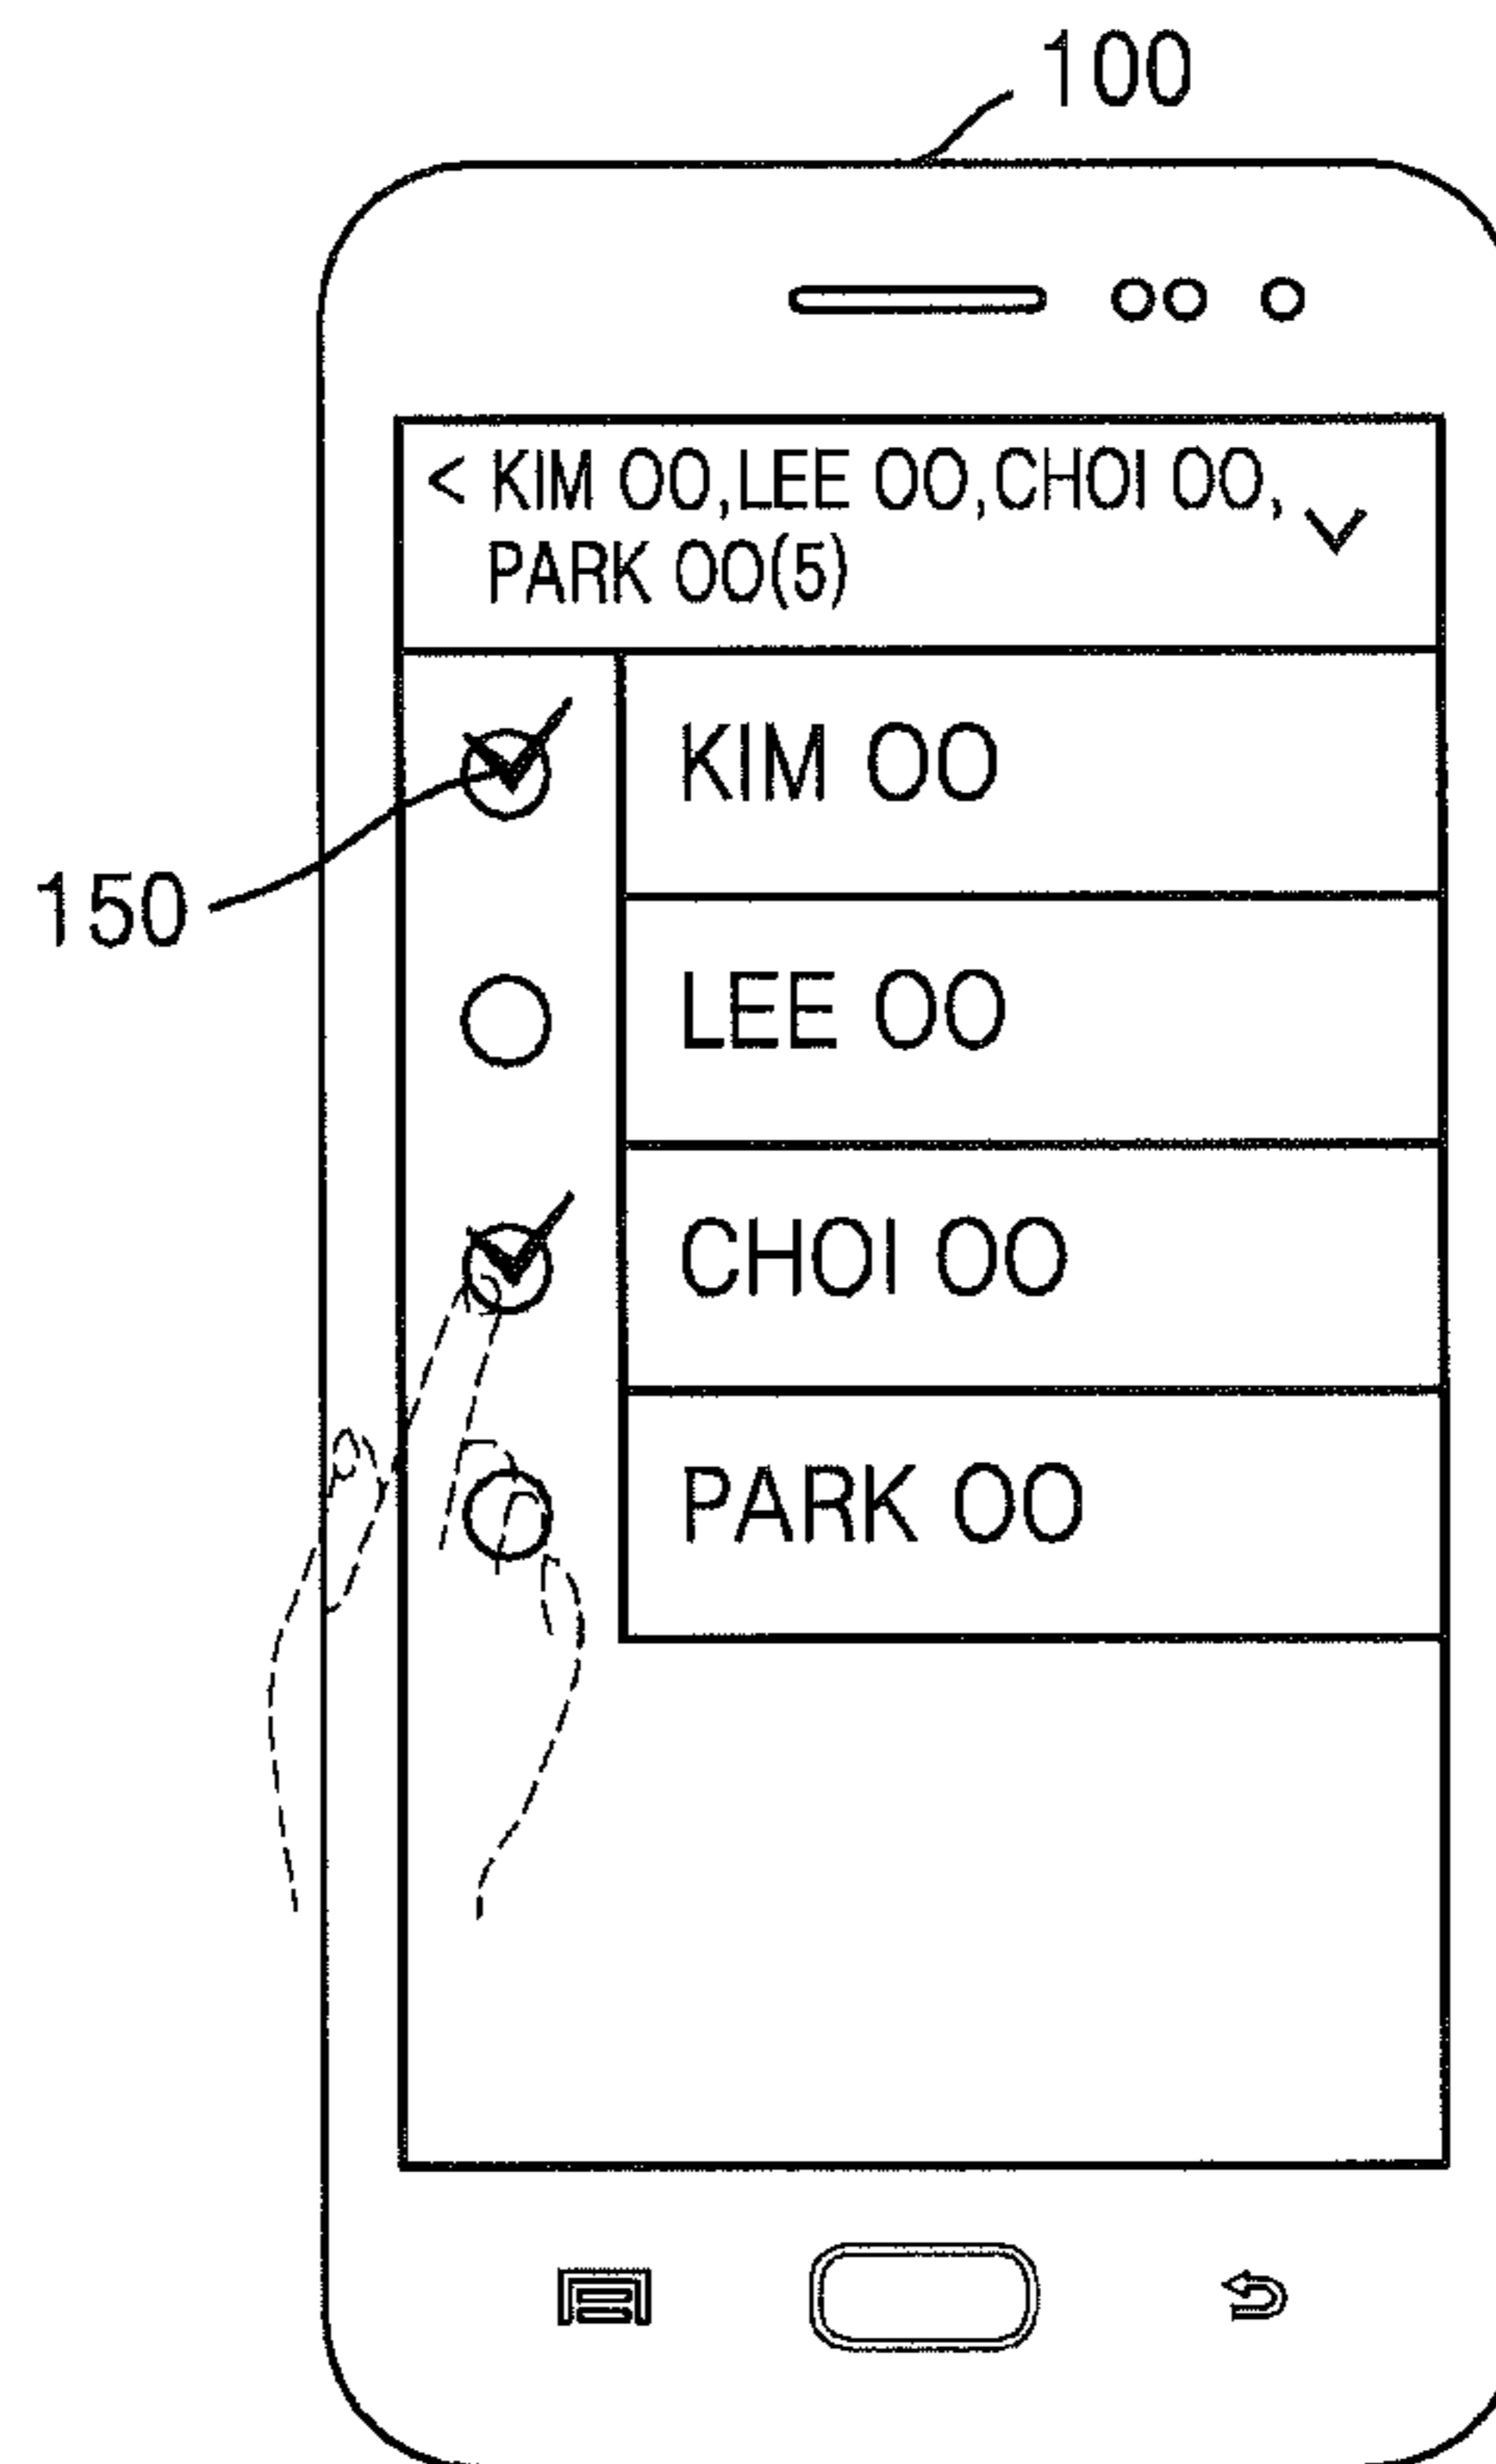 100
< KIM OO,LEE OO,CHOI OO,
PARK OO(5)
KIM OO
150
LEE OO
CHOI OO
PARK OO